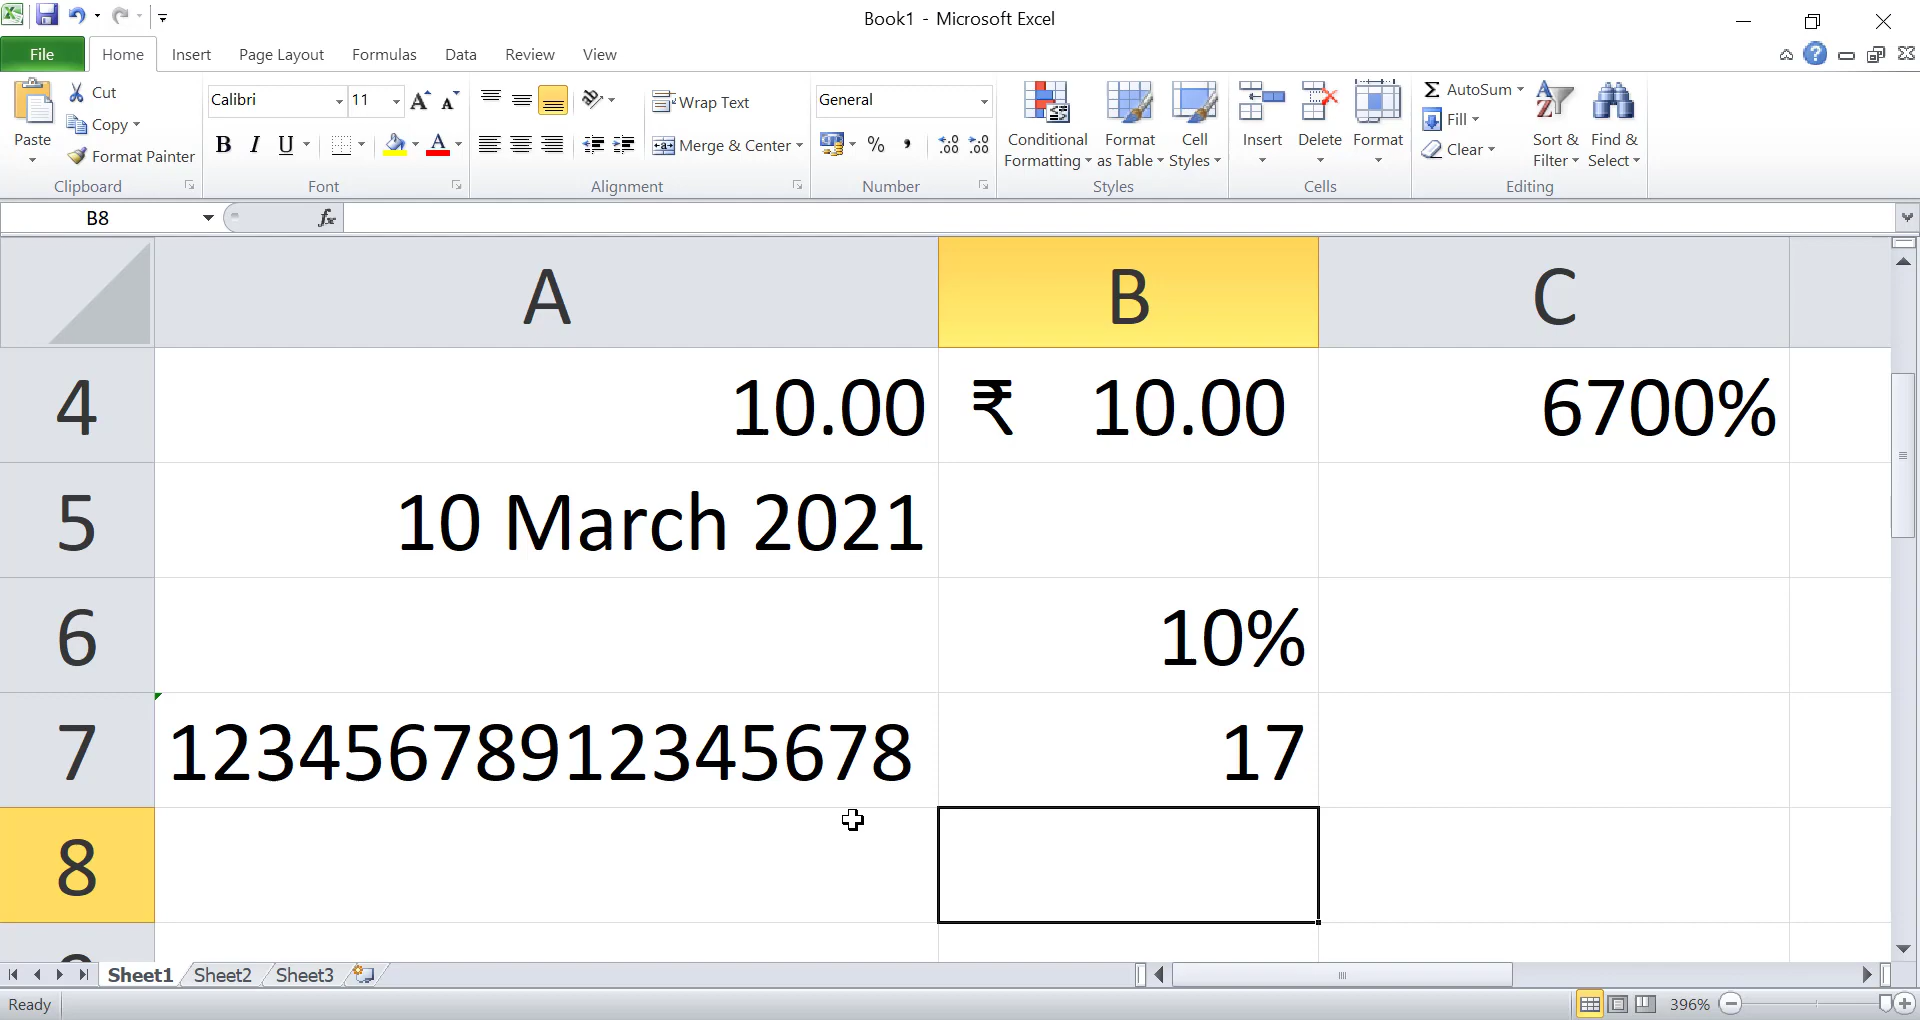 Book1 - Microsoft Excel
File Home Insert Page Layout Formulas Data Review View
Paste
Cut
Copy
Format Painter
Clipboard
Calibri 11
B I U A
Font
Wrap Text
Merge & Center
Alignment
General
% ,
Number
Conditional Formatting
Format as Table
Cell Styles
Styles
Insert Delete Format
Cells
Σ AutoSum
Fill
Clear
Sort & Filter
Find & Select
Editing
B8 fx
A B C
4 10.00 ₹ 10.00 6700%
5 10 March 2021
6 10%
7 12345678912345678 17
8
Sheet1 Sheet2 Sheet3
Ready 396%